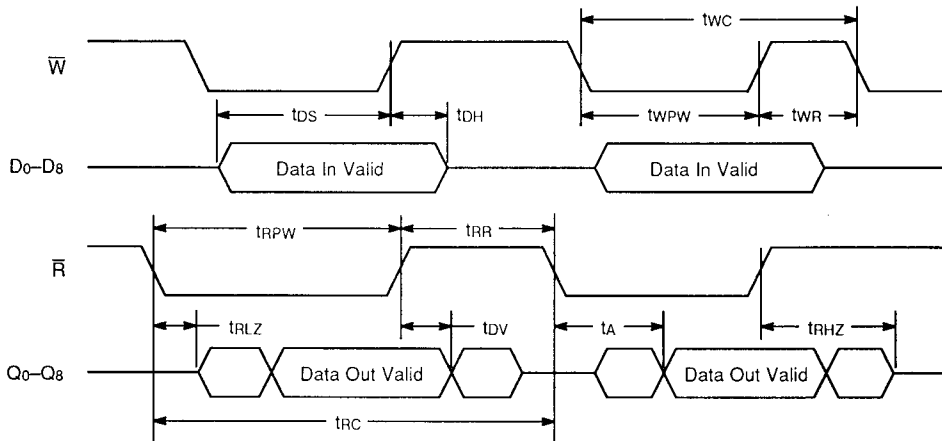 tWC
W̅
tDS
tDH
tWPW
tWR
D0–D8
Data In Valid
Data In Valid
tRPW
tRR
R̅
tRLZ
tDV
tA
tRHZ
Q0–Q8
Data Out Valid
Data Out Valid
tRC